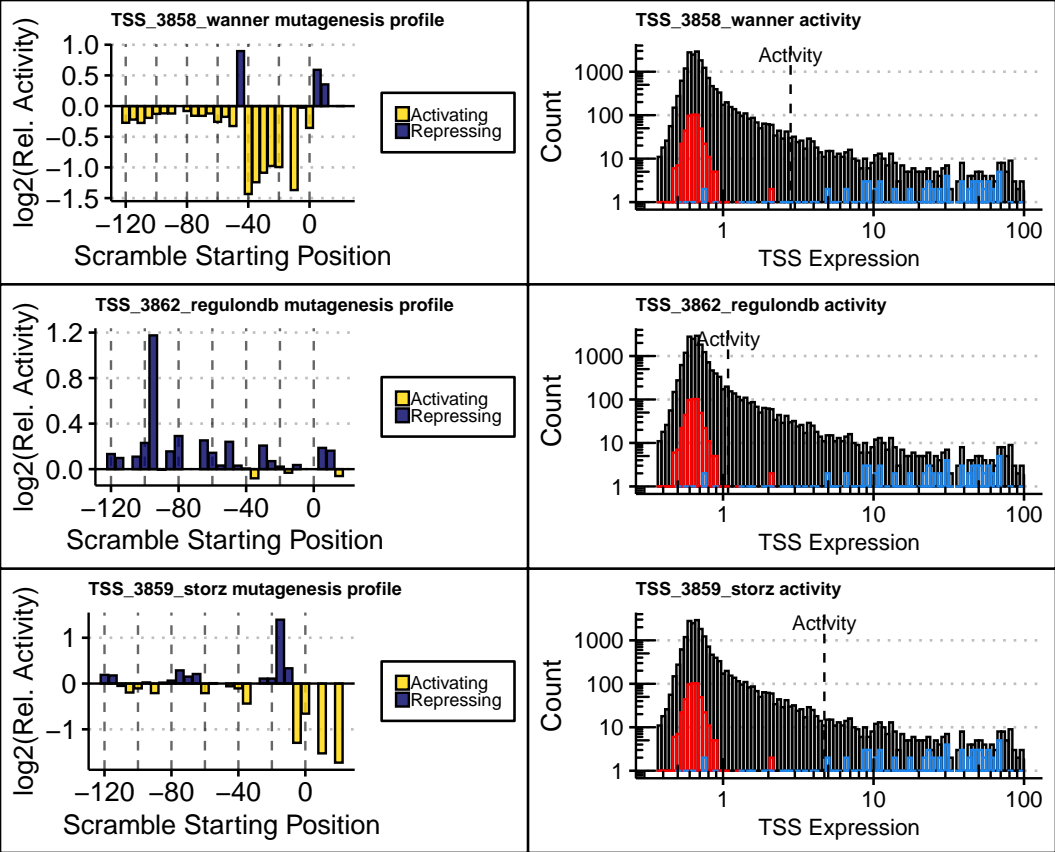 TSS_3858_wanner mutagenesis profile
log2(Rel. Activity)
1.0
0.5
0.0
−0.5
−1.0
−1.5
−120
−80
−40
0
Scramble Starting Position
Activating
Repressing
TSS_3858_wanner activity
Activity
Count
1000
100
10
1
1
10
100
TSS Expression
TSS_3862_regulondb mutagenesis profile
log2(Rel. Activity)
1.2
0.8
0.4
0.0
−120
−80
−40
0
Scramble Starting Position
Activating
Repressing
TSS_3862_regulondb activity
Activity
Count
1000
100
10
1
1
10
100
TSS Expression
TSS_3859_storz mutagenesis profile
log2(Rel. Activity)
1
0
−1
−120
−80
−40
0
Scramble Starting Position
Activating
Repressing
TSS_3859_storz activity
Activity
Count
1000
100
10
1
1
10
100
TSS Expression